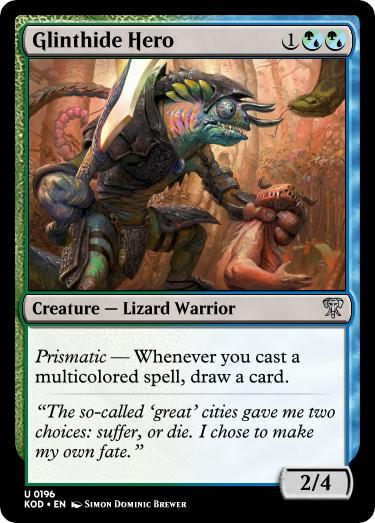 Glinthide Hero 1
Creature — Lizard Warrior
Prismatic — Whenever you cast a
multicolored spell, draw a card.
“The so-called ‘great’ cities gave me two
choices: suffer, or die. I chose to make
my own fate.”
2/4
U 0196
KOD • EN Simon Dominic Brewer